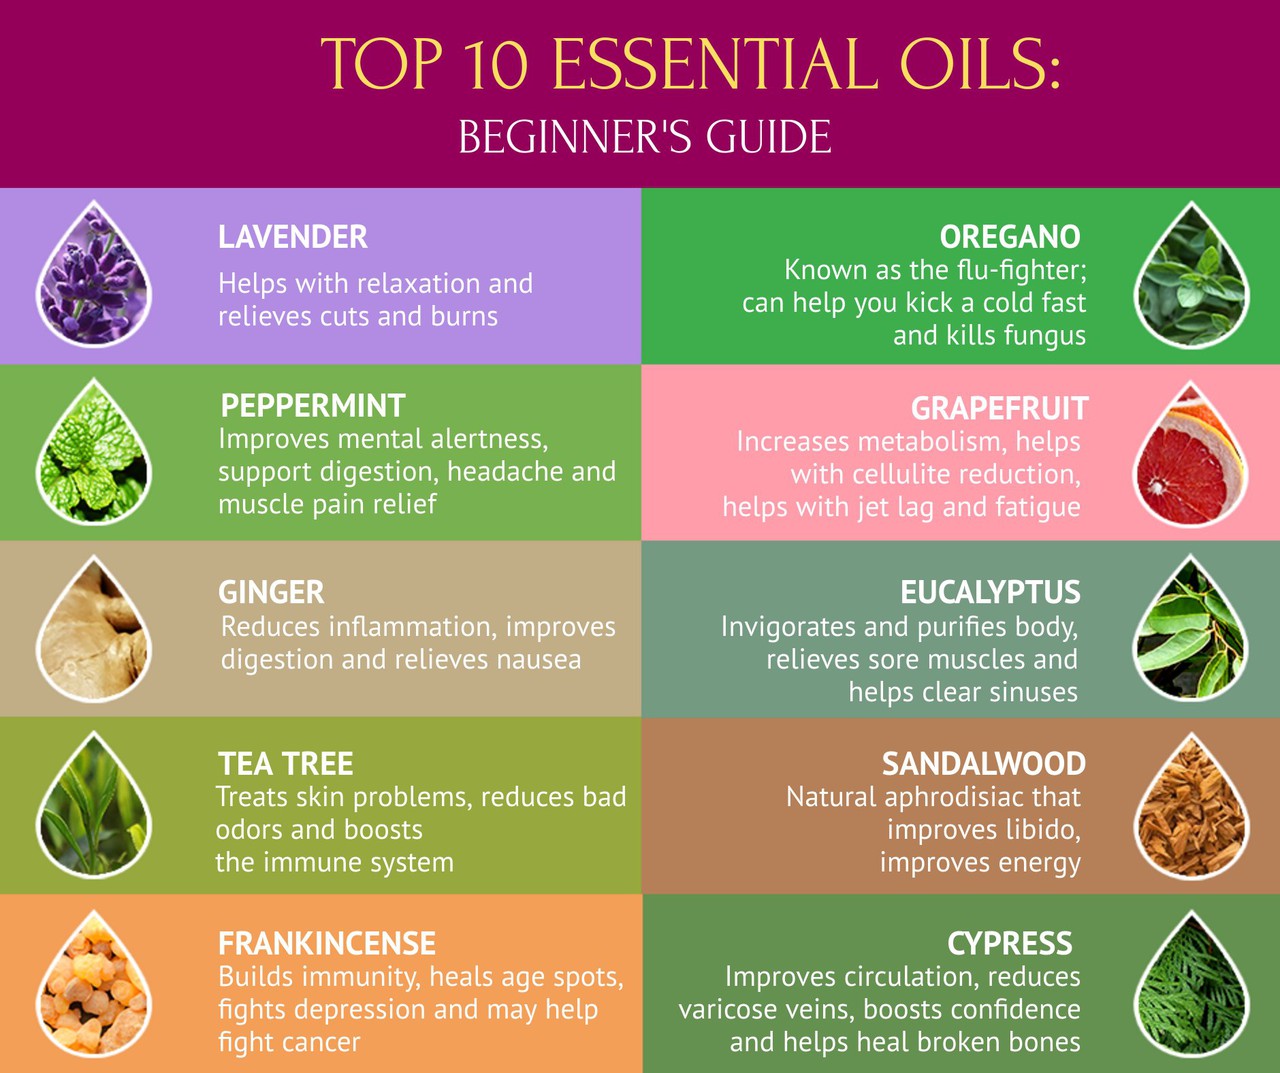 TOP 10 ESSENTIAL OILS:
BEGINNER'S GUIDE
LAVENDER
Helps with relaxation and
relieves cuts and burns
OREGANO
Known as the flu-fighter;
can help you kick a cold fast
and kills fungus
PEPPERMINT
Improves mental alertness,
support digestion, headache and
muscle pain relief
GRAPEFRUIT
Increases metabolism, helps
with cellulite reduction,
helps with jet lag and fatigue
GINGER
Reduces inflammation, improves
digestion and relieves nausea
EUCALYPTUS
Invigorates and purifies body,
relieves sore muscles and
helps clear sinuses
TEA TREE
Treats skin problems, reduces bad
odors and boosts
the immune system
SANDALWOOD
Natural aphrodisiac that
improves libido,
improves energy
FRANKINCENSE
Builds immunity, heals age spots,
fights depression and may help
fight cancer
CYPRESS
Improves circulation, reduces
varicose veins, boosts confidence
and helps heal broken bones